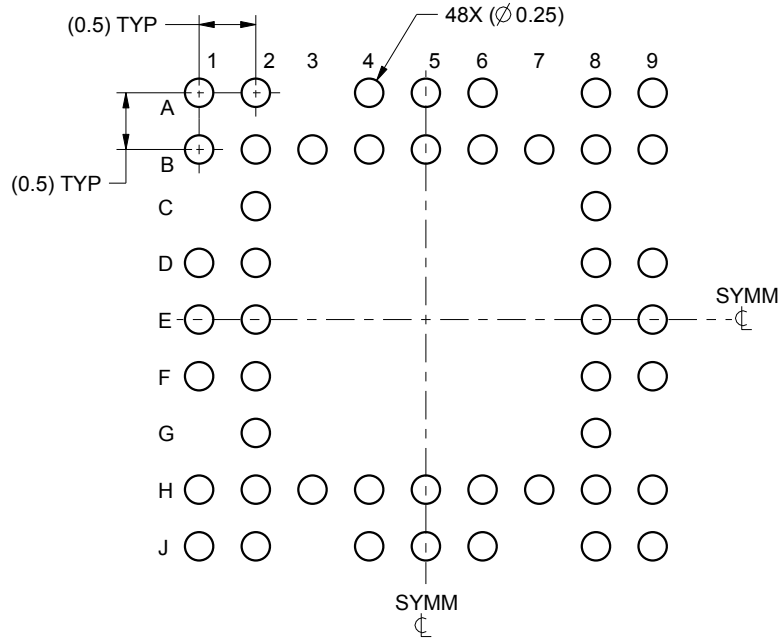 (0.5) TYP
48X (∅ 0.25)
1 2 3 4 5 6 7 8 9
A
B
(0.5) TYP
C
D
SYMM
℄
E
F
G
H
J
SYMM
℄